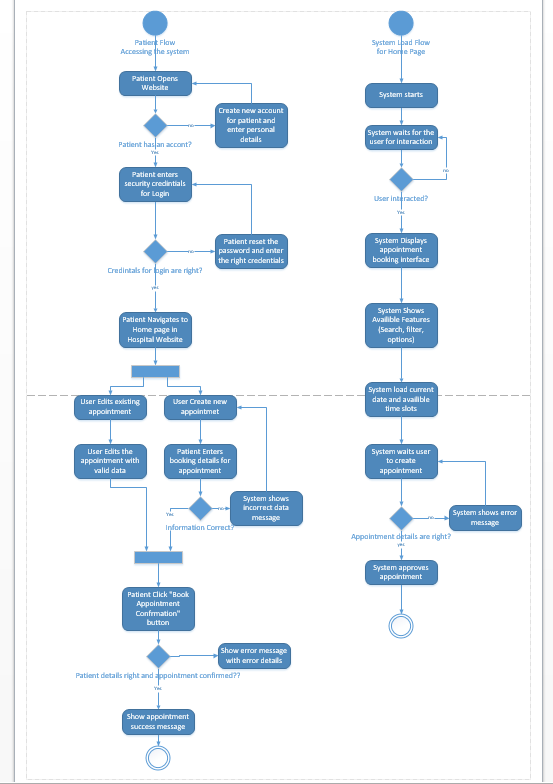 Patient Flow
Accessing the system
Patient Opens
Website
Create new account
for patient and
enter personal
details
no
Patient has an accont?
Yes
Patient enters
security credintials
for Login
Patient reset the
password and enter
the right credentials
no
Credintals for login are right?
yes
Patient Navigates to
Home page in
Hospital Website
User Edits existing
appointment
User Create new
appointmet
User Edits the
appointment with
valid data
Patient Enters
booking details for
appointment
System shows
incorrect data
message
no
Yes
Information Correct?
Patient Click "Book
Appointment
Confirmation"
button
Show error message
with error details
Patient details right and appointment confirmed??
Yes
Show appointment
success message
System Load Flow
for Home Page
System starts
System waits for the
user for interaction
no
User interacted?
Yes
System Displays
appointment
booking interface
System Shows
Availible Features
(Search, filter,
options)
System load current
date and availible
time slots
System waits user
to create
appointment
no
System shows error
message
Appointment details are right?
yes
System approves
appointment